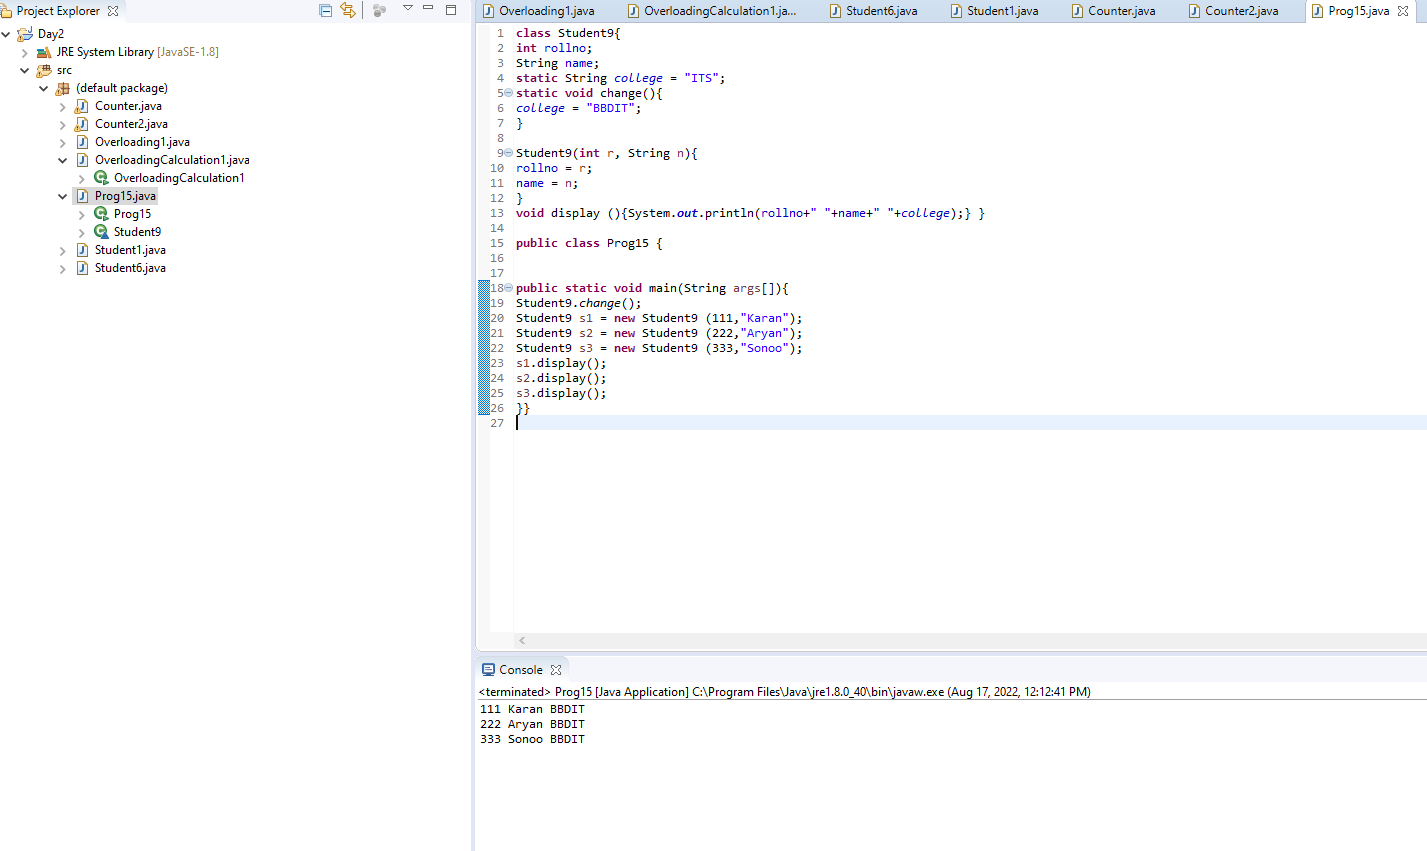 Project Explorer
Day2
JRE System Library [JavaSE-1.8]
src
(default package)
Counter.java
Counter2.java
Overloading1.java
OverloadingCalculation1.java
OverloadingCalculation1
Prog15.java
Prog15
Student9
Student1.java
Student6.java
Overloading1.java OverloadingCalculation1.ja... Student6.java Student1.java Counter.java Counter2.java Prog15.java
1 class Student9{
2 int rollno;
3 String name;
4 static String college = "ITS";
5 static void change(){
6 college = "BBDIT";
7 }
8
9 Student9(int r, String n){
10 rollno = r;
11 name = n;
12 }
13 void display (){System.out.println(rollno+" "+name+" "+college);} }
14
15 public class Prog15 {
16
17
18 public static void main(String args[]){
19 Student9.change();
20 Student9 s1 = new Student9 (111,"Karan");
21 Student9 s2 = new Student9 (222,"Aryan");
22 Student9 s3 = new Student9 (333,"Sonoo");
23 s1.display();
24 s2.display();
25 s3.display();
26 }}
27
Console
<terminated> Prog15 [Java Application] C:\Program Files\Java\jre1.8.0_40\bin\javaw.exe (Aug 17, 2022, 12:12:41 PM)
111 Karan BBDIT
222 Aryan BBDIT
333 Sonoo BBDIT